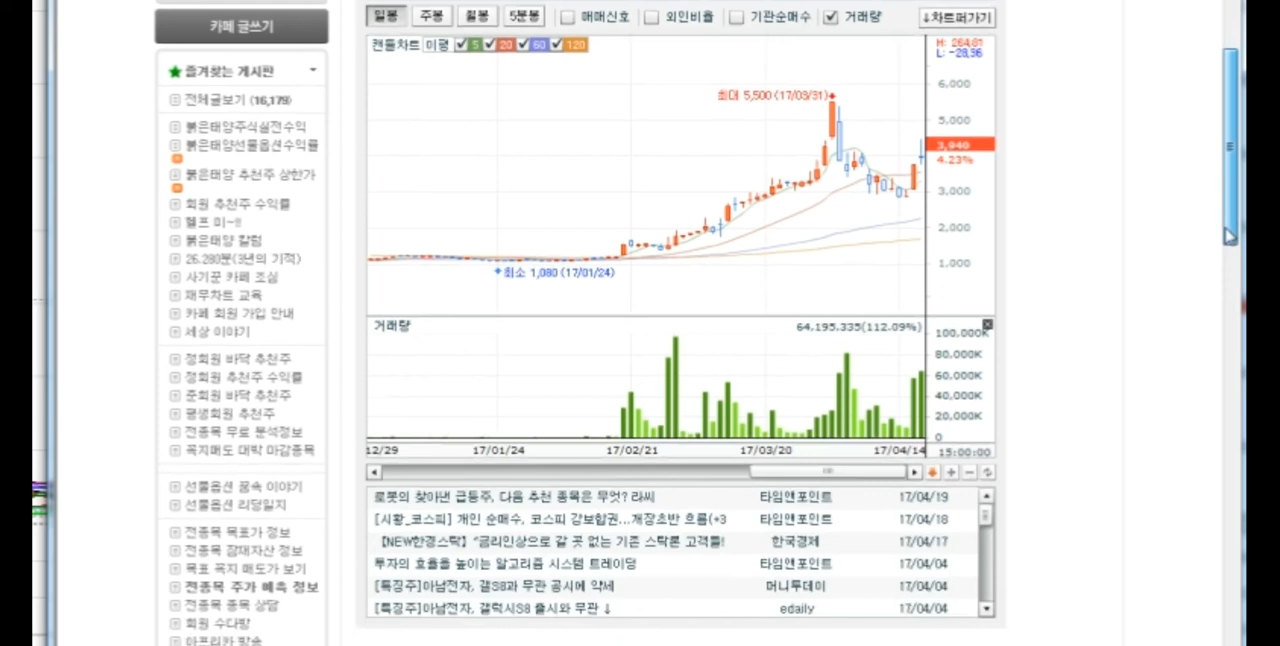 카페 글쓰기
즐겨찾는 게시판
전체글보기 (16,179)
붉은태양주식실전수익
붉은태양선물옵션수익률
붉은태양 추천주 상한가
회원 추천주 수익률
헬프 미~!!
붉은태양 칼럼
26.280분(3년의 기적)
사기꾼 카페 조심
재무차트 교육
카페 회원 가입 안내
세상 이야기
정회원 바닥 추천주
정회원 추천주 수익률
준회원 바닥 추천주
평생회원 추천주
전종목 무료 분석정보
꼭지매도 대박 마감종목
선물옵션 꿈속 이야기
선물옵션 리딩일지
전종목 목표가 정보
전종목 잠재자산 정보
목표 꼭지 매도가 보기
전종목 주가 예측 정보
전종목 종목 상담
회원 수다방
아프리카 방송
일봉 주봉 월봉 5분봉 매매신호 외인비율 기관순매수 거래량 ↓차트퍼가기
캔들차트 이평 5 20 60 120
H: 264.81
L: -28.36
6,000
최대 5,500 (17/03/31)
5,000
3,940
4.23%
3,000
2,000
1,000
최소 1,080 (17/01/24)
거래량
64,195,335(112.09%)
100,000K
80,000K
60,000K
40,000K
20,000K
0
12/29 17/01/24 17/02/21 17/03/20 17/04/14 15:00:00
로봇의 찾아낸 급등주, 다음 추천 종목은 무엇? 라씨 타임앤포인트 17/04/19
[시황_코스피] 개인 순매수, 코스피 강보합권...개장초반 흐름(+3 타임앤포인트 17/04/18
【NEW한경스탁】"금리인상으로 갈 곳 없는 기존 스탁론 고객들! 한국경제 17/04/17
투자의 효율을 높이는 알고리즘 시스템 트레이딩 타임앤포인트 17/04/04
[특징주]아남전자, 갤S8과 무관 공시에 약세 머니투데이 17/04/04
[특징주]아남전자, 갤럭시S8 출시와 무관 ↓ edaily 17/04/04